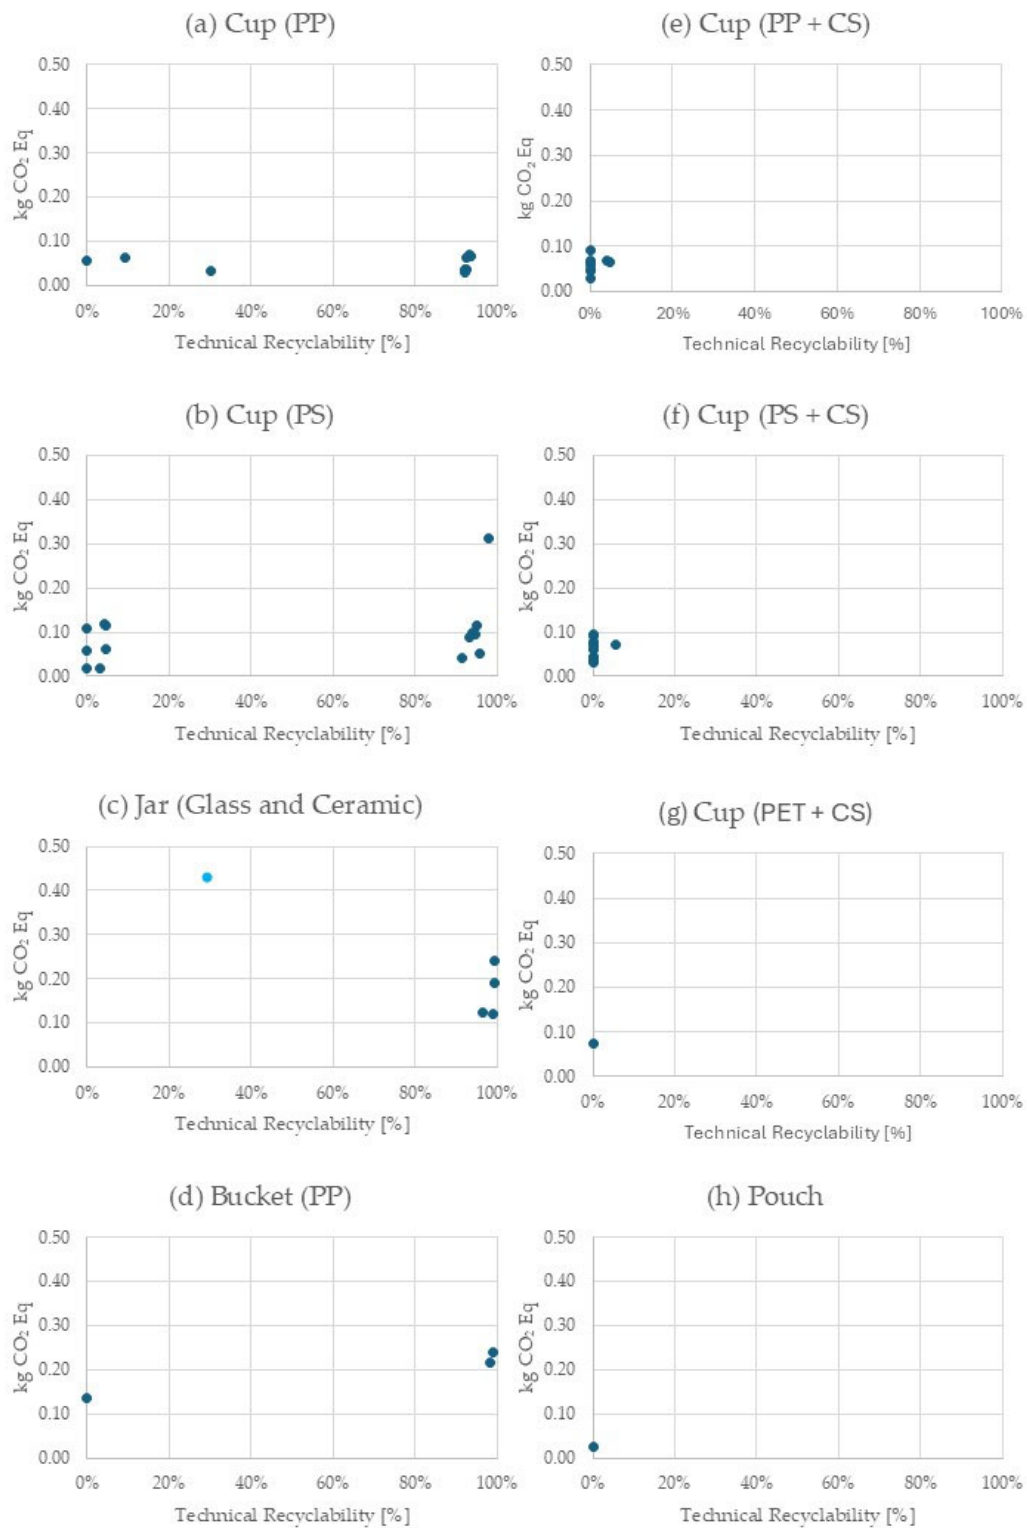 (a) Cup (PP)
0.50
0.40
0.30
0.20
0.10
0.00
kg CO₂ Eq
0% 20% 40% 60% 80% 100%
Technical Recyclability [%]
(e) Cup (PP + CS)
0.50
0.40
0.30
0.20
0.10
0.00
kg CO₂ Eq
0% 20% 40% 60% 80% 100%
Technical Recyclability [%]
(b) Cup (PS)
0.50
0.40
0.30
0.20
0.10
0.00
kg CO₂ Eq
0% 20% 40% 60% 80% 100%
Technical Recyclability [%]
(f) Cup (PS + CS)
0.50
0.40
0.30
0.20
0.10
0.00
kg CO₂ Eq
0% 20% 40% 60% 80% 100%
Technical Recyclability [%]
(c) Jar (Glass and Ceramic)
0.50
0.40
0.30
0.20
0.10
0.00
kg CO₂ Eq
0% 20% 40% 60% 80% 100%
Technical Recyclability [%]
(g) Cup (PET + CS)
0.50
0.40
0.30
0.20
0.10
0.00
kg CO₂ Eq
0% 20% 40% 60% 80% 100%
Technical Recyclability [%]
(d) Bucket (PP)
0.50
0.40
0.30
0.20
0.10
0.00
kg CO₂ Eq
0% 20% 40% 60% 80% 100%
Technical Recyclability [%]
(h) Pouch
0.50
0.40
0.30
0.20
0.10
0.00
kg CO₂ Eq
0% 20% 40% 60% 80% 100%
Technical Recyclability [%]